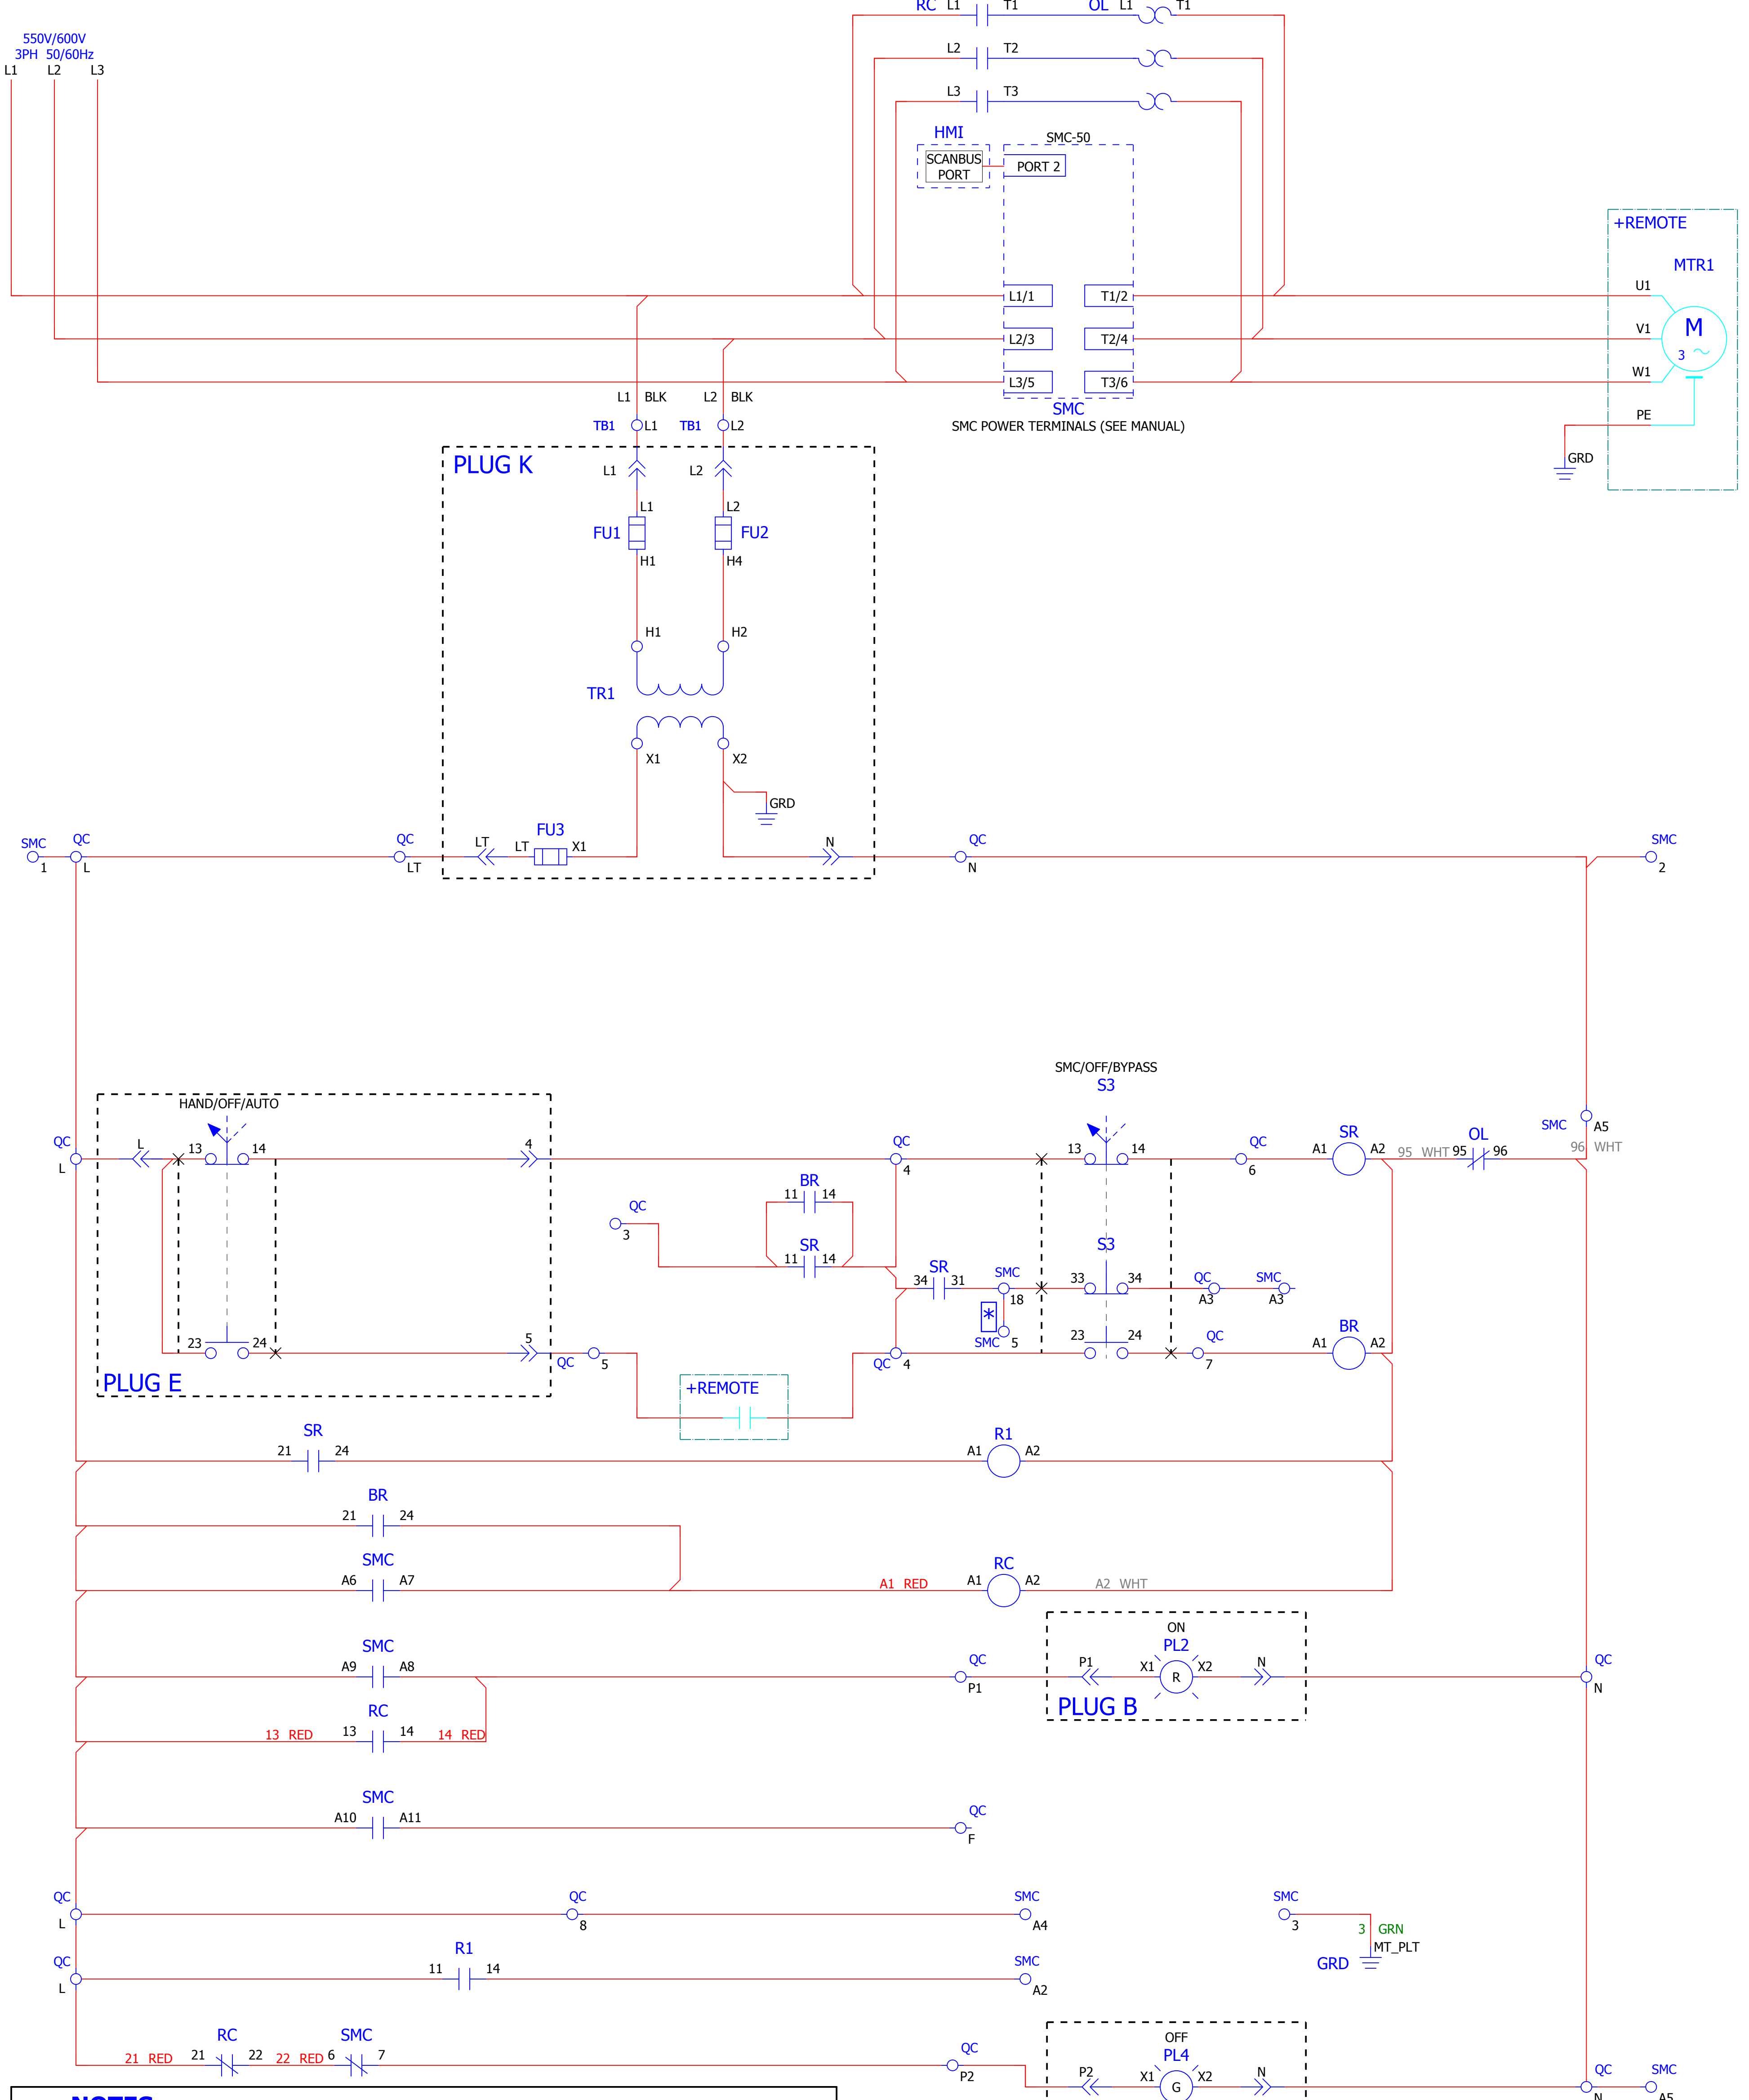 RC L1 T1 OL L1 T1
550V/600V
3PH 50/60Hz
L1 L2 L3
L2 T2
L3 T3
HMI
SMC-50
SCANBUS
PORT
PORT 2
+REMOTE
MTR1
U1
L1/1 T1/2
V1
M
3
L2/3 T2/4
W1
L3/5 T3/6
L1 BLK L2 BLK
SMC
SMC POWER TERMINALS (SEE MANUAL)
PE
GRD
TB1 L1 TB1 L2
PLUG K
L1 L2
L1 L2
FU1 FU2
H1 H4
H1 H2
TR1
X1 X2
GRD
FU3
SMC QC QC LT LT X1 N QC SMC
1 L LT N 2
SMC/OFF/BYPASS
S3
HAND/OFF/AUTO
SMC A5
QC L 13 14 4 QC 13 14 QC SR OL
A1 A2 95 WHT 95 96 96 WHT
L 4 6
BR
11 14
QC
3
SR
11 14
S3
SR
34 31 SMC 33 34 QC SMC
18 A3 A3
*
SMC 5
23 24 5 23 24 QC BR
A1 A2
QC 5 QC 4 7
PLUG E
+REMOTE
SR
21 24
R1
A1 A2
BR
21 24
SMC
A6 A7
A1 RED
RC
A1 A2
A2 WHT
ON
PL2
SMC
A9 A8
QC
P1
P1 X1 R X2 N
QC
N
PLUG B
RC
13 RED 13 14 14 RED
SMC
A10 A11
QC
F
QC QC SMC SMC
L 8 A4 3
3 GRN
MT_PLT
GRD
QC R1 SMC
11 14
L A2
OFF
PL4
RC SMC
21 RED 21 22 22 RED 6 7
QC
P2
P2 X1 G X2 N
QC SMC
N A5
NOTES